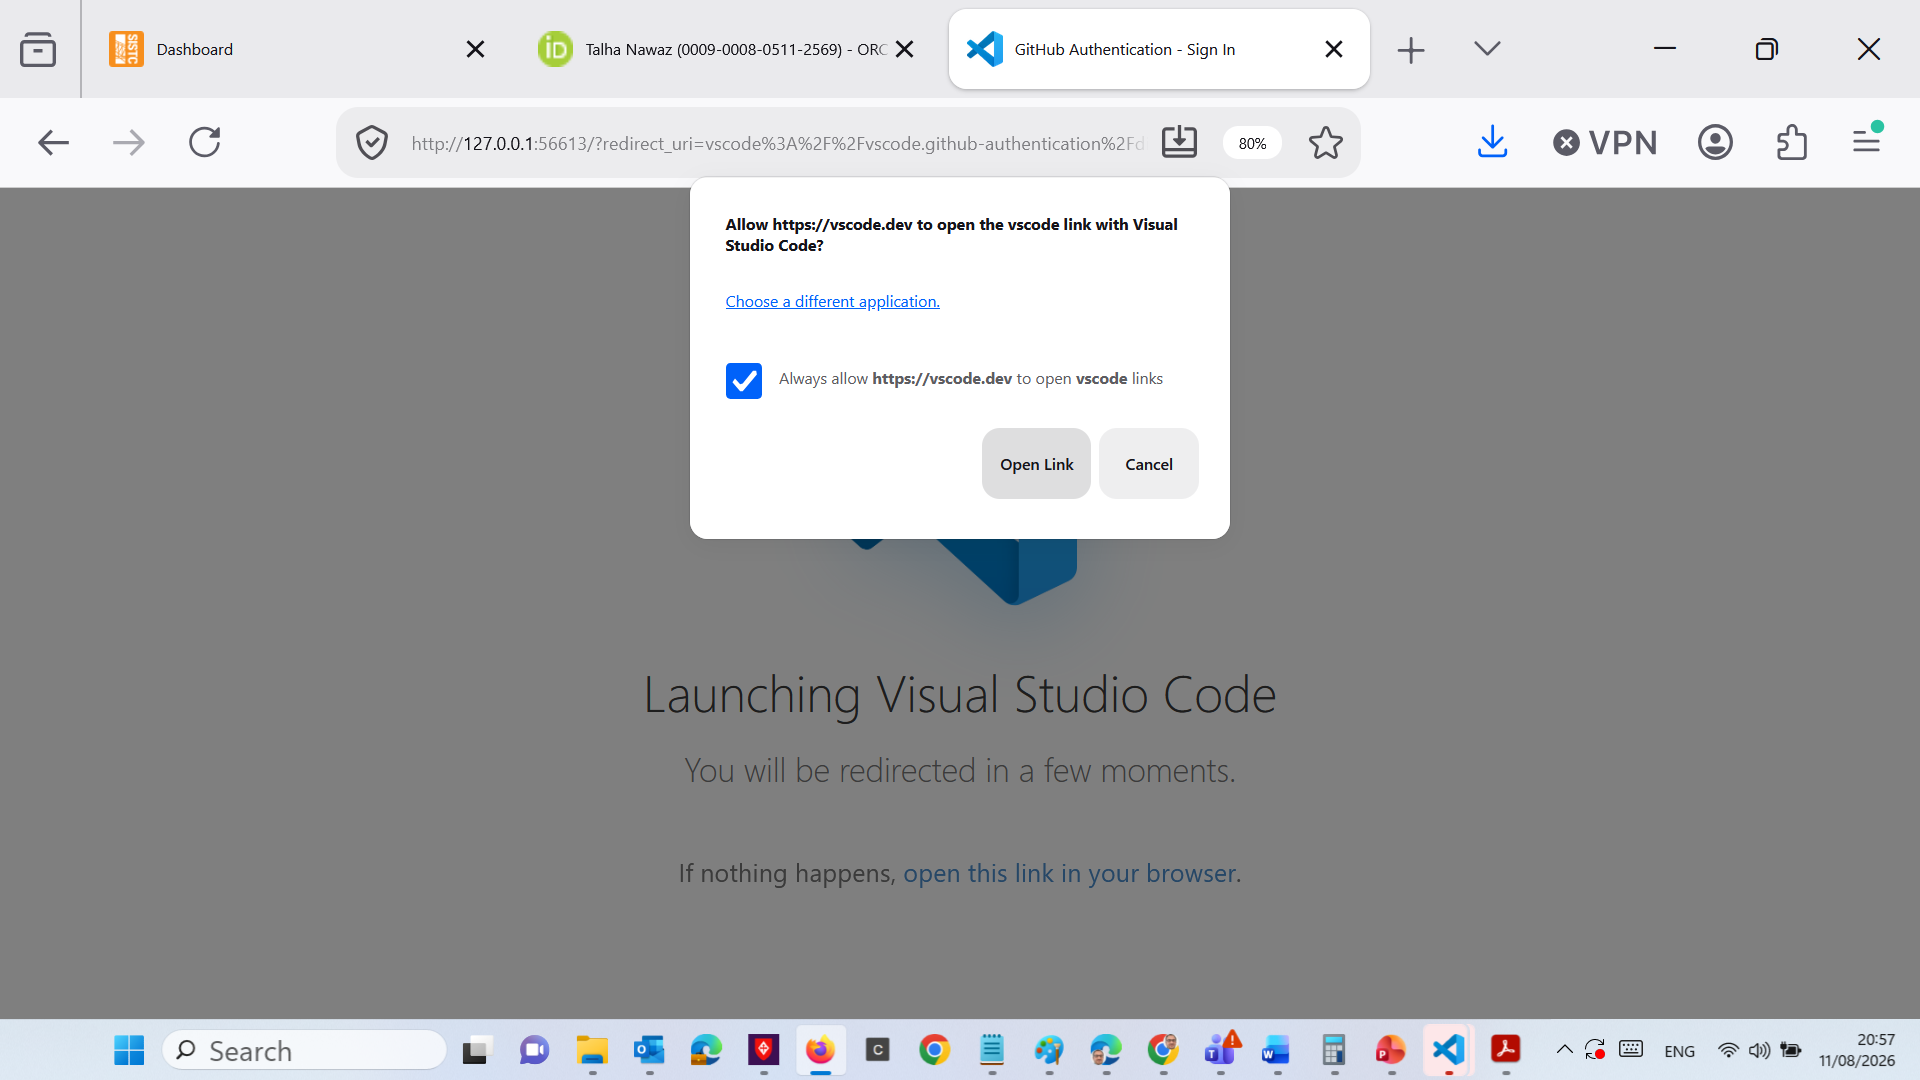 Dashboard
Talha Nawaz (0009-0008-0511-2569) - ORC
GitHub Authentication - Sign In
http://127.0.0.1:56613/?redirect_uri=vscode%3A%2F%2Fvscode.github-authentication%2Fd
80%
VPN
Allow https://vscode.dev to open the vscode link with Visual
Studio Code?
Choose a different application.
Always allow https://vscode.dev to open vscode links
Open Link
Cancel
Launching Visual Studio Code
You will be redirected in a few moments.
If nothing happens, open this link in your browser.
Search
ENG
20:57
11/08/2026